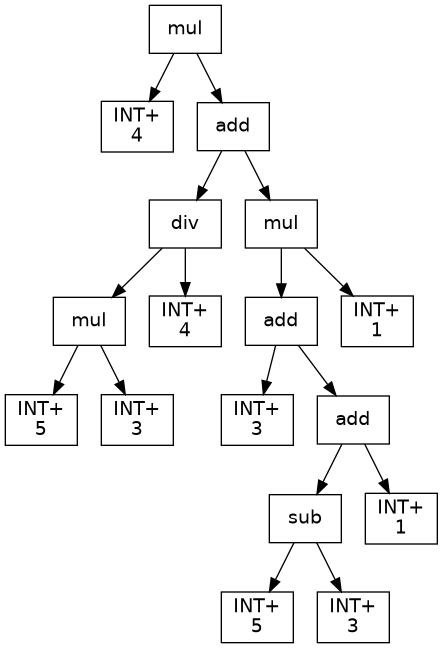 mul
INT+
4
add
div
mul
mul
INT+
4
add
INT+
1
INT+
5
INT+
3
INT+
3
add
sub
INT+
1
INT+
5
INT+
3